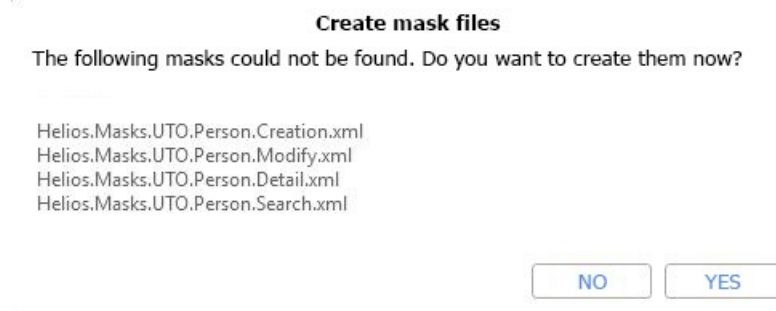 Create mask files
The following masks could not be found. Do you want to create them now?
Helios.Masks.UTO.Person.Creation.xml
Helios.Masks.UTO.Person.Modify.xml
Helios.Masks.UTO.Person.Detail.xml
Helios.Masks.UTO.Person.Search.xml
NO YES